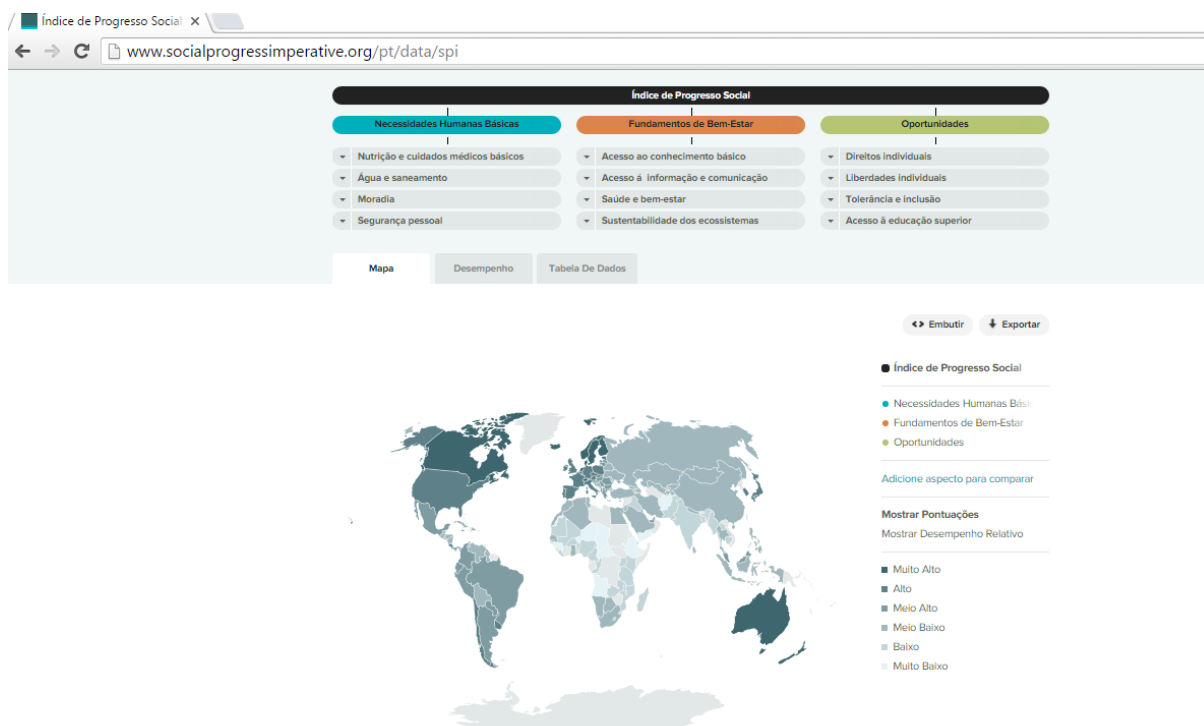 Índice de Progresso Social
www.socialprogressimperative.org/pt/data/spi
Índice de Progresso Social
Necessidades Humanas Básicas
Fundamentos de Bem-Estar
Oportunidades
Nutrição e cuidados médicos básicos
Acesso ao conhecimento básico
Direitos individuais
Água e saneamento
Acesso á informação e comunicação
Liberdades individuais
Moradia
Saúde e bem-estar
Tolerância e inclusão
Segurança pessoal
Sustentabilidade dos ecossistemas
Acesso à educação superior
Mapa
Desempenho
Tabela De Dados
Embutir
Exportar
Índice de Progresso Social
Necessidades Humanas Bási
Fundamentos de Bem-Estar
Oportunidades
Adicione aspecto para comparar
Mostrar Pontuações
Mostrar Desempenho Relativo
Muito Alto
Alto
Meio Alto
Meio Baixo
Baixo
Muito Baixo